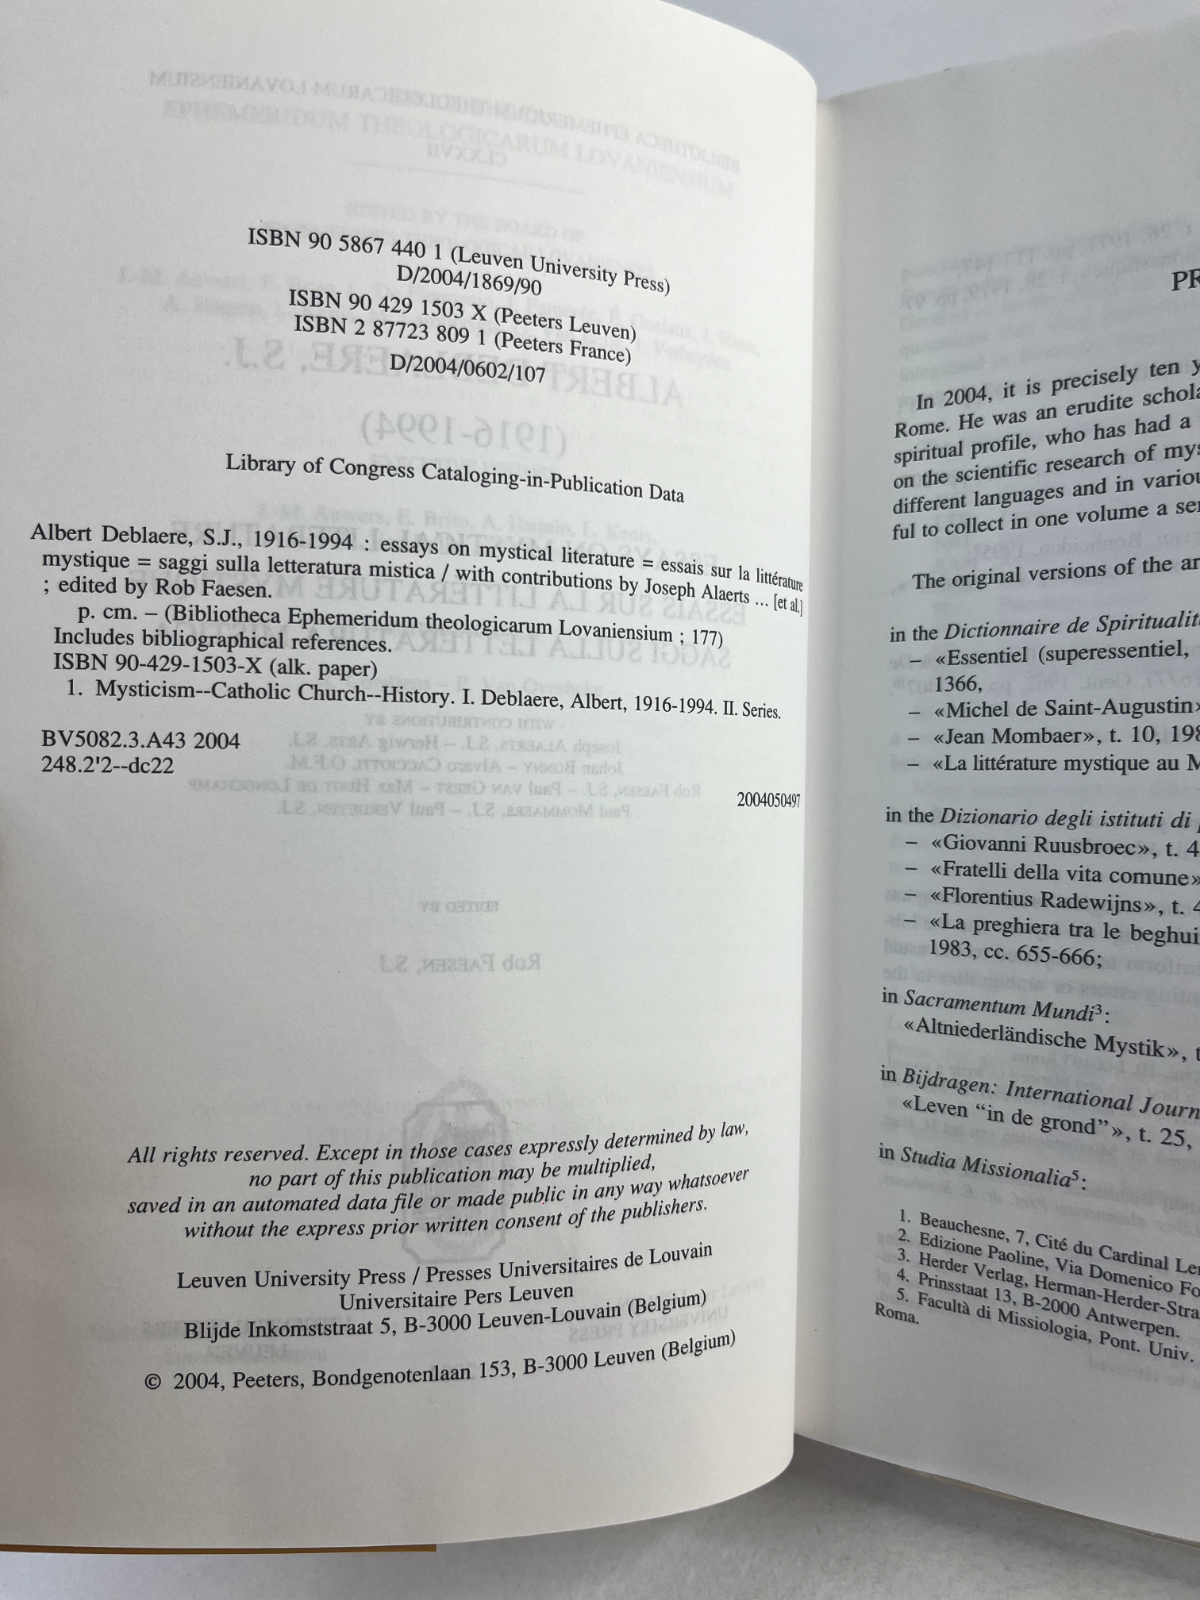 ISBN 90 5867 440 1 (Leuven University Press)
D/2004/1869/90
ISBN 90 429 1503 X (Peeters Leuven)
ISBN 2 87723 809 1 (Peeters France)
D/2004/0602/107
Library of Congress Cataloging-in-Publication Data
Albert Deblaere, S.J., 1916-1994 : essays on mystical literature = essais sur la littérature
mystique = saggi sulla letteratura mistica / with contributions by Joseph Alaerts ... [et al.]
; edited by Rob Faesen.
p. cm. – (Bibliotheca Ephemeridum theologicarum Lovaniensium ; 177)
Includes bibliographical references.
ISBN 90-429-1503-X (alk. paper)
1. Mysticism--Catholic Church--History. I. Deblaere, Albert, 1916-1994. II. Series.
BV5082.3.A43 2004
248.2'2--dc22
2004050497
All rights reserved. Except in those cases expressly determined by law,
no part of this publication may be multiplied,
saved in an automated data file or made public in any way whatsoever
without the express prior written consent of the publishers.
Leuven University Press / Presses Universitaires de Louvain
Universitaire Pers Leuven
Blijde Inkomststraat 5, B-3000 Leuven-Louvain (Belgium)
© 2004, Peeters, Bondgenotenlaan 153, B-3000 Leuven (Belgium)
PR
In 2004, it is precisely ten y
Rome. He was an erudite schola
spiritual profile, who has had a
on the scientific research of mys
different languages and in variou
ful to collect in one volume a se
The original versions of the ar
in the Dictionnaire de Spiritualit
– «Essentiel (superessentiel,
1366,
– «Michel de Saint-Augustin»
– «Jean Mombaer», t. 10, 198
– «La littérature mystique au M
in the Dizionario degli istituti di
– «Giovanni Ruusbroec», t. 4
– «Fratelli della vita comune»
– «Florentius Radewijns», t. 4
– «La preghiera tra le beghui
1983, cc. 655-666;
in Sacramentum Mundi3:
«Altniederländische Mystik», t
in Bijdragen: International Journ
«Leven “in de grond”», t. 25,
in Studia Missionalia5:
1. Beauchesne, 7, Cité du Cardinal Le
2. Edizione Paoline, Via Domenico Fo
3. Herder Verlag, Herman-Herder-Stra
4. Prinsstaat 13, B-2000 Antwerpen.
5. Facultà di Missiologia, Pont. Univ.
Roma.